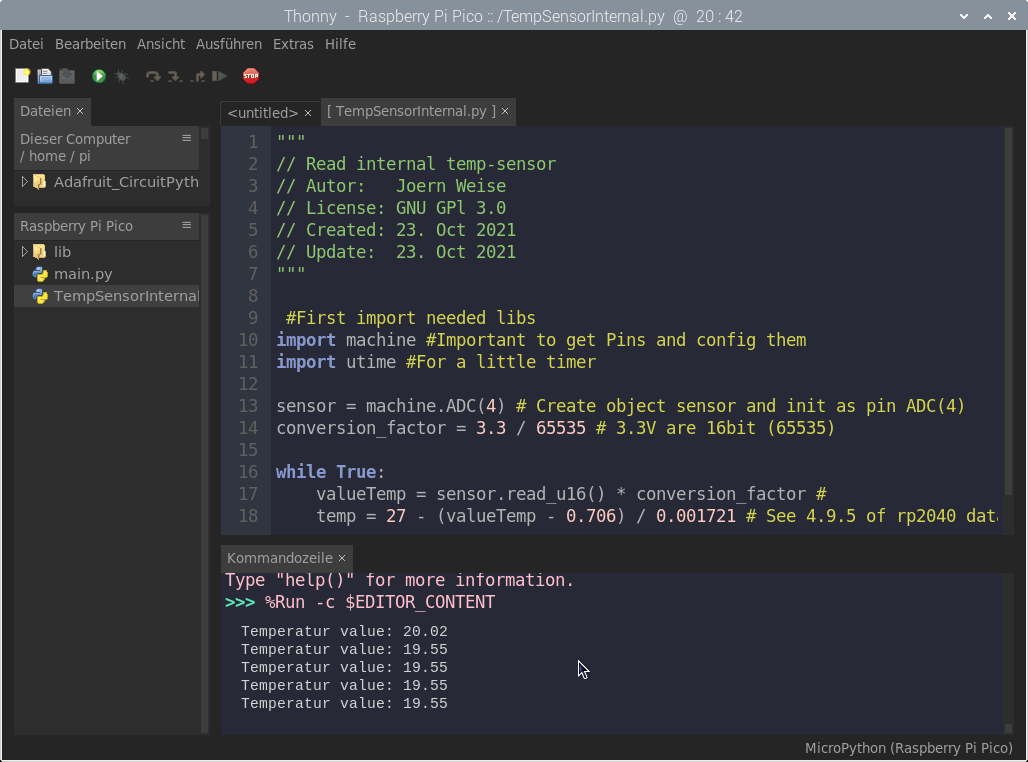 Thonny - Raspberry Pi Pico :: /TempSensorInternal.py @ 20 : 42
Datei Bearbeiten Ansicht Ausführen Extras Hilfe
STOP
Dateien ×
Dieser Computer
/ home / pi
Adafruit_CircuitPyth
Raspberry Pi Pico
lib
main.py
TempSensorInternal
<untitled> × [ TempSensorInternal.py ] ×
1 """
2 // Read internal temp-sensor
3 // Autor:   Joern Weise
4 // License: GNU GPl 3.0
5 // Created: 23. Oct 2021
6 // Update:  23. Oct 2021
7 """
8
9  #First import needed libs
10 import machine #Important to get Pins and config them
11 import utime #For a little timer
12
13 sensor = machine.ADC(4) # Create object sensor and init as pin ADC(4)
14 conversion_factor = 3.3 / 65535 # 3.3V are 16bit (65535)
15
16 while True:
17     valueTemp = sensor.read_u16() * conversion_factor #
18     temp = 27 - (valueTemp - 0.706) / 0.001721 # See 4.9.5 of rp2040 data
Kommandozeile ×
Type "help()" for more information.
>>> %Run -c $EDITOR_CONTENT
Temperatur value: 20.02
Temperatur value: 19.55
Temperatur value: 19.55
Temperatur value: 19.55
Temperatur value: 19.55
MicroPython (Raspberry Pi Pico)